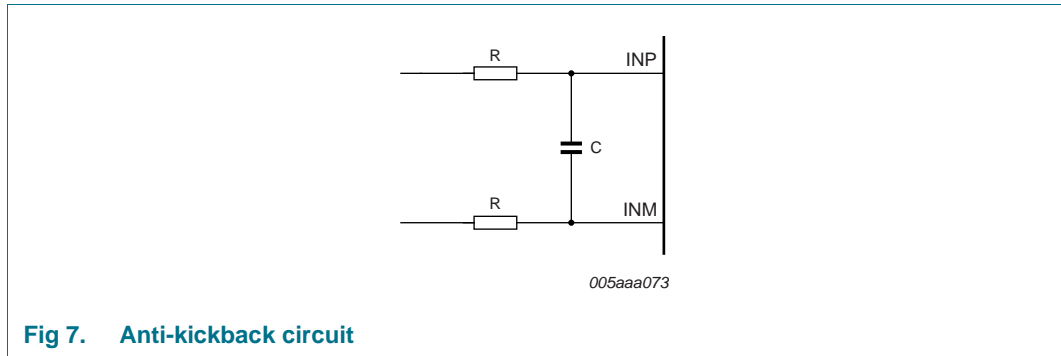 R
INP
C
R
INM
005aaa073
Fig 7. Anti-kickback circuit